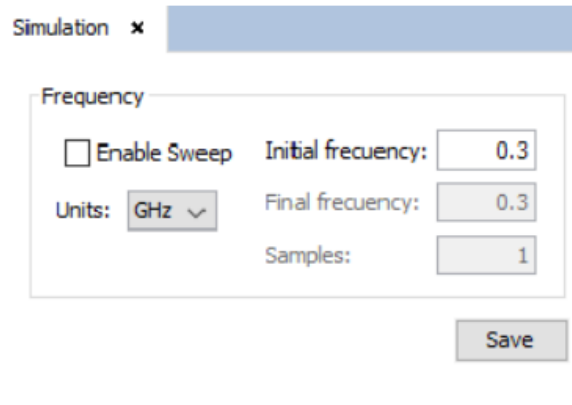 Simulation ×
Frequency
Enable Sweep Initial frecuency: 0.3
Units: GHz Final frecuency: 0.3
Samples: 1
Save